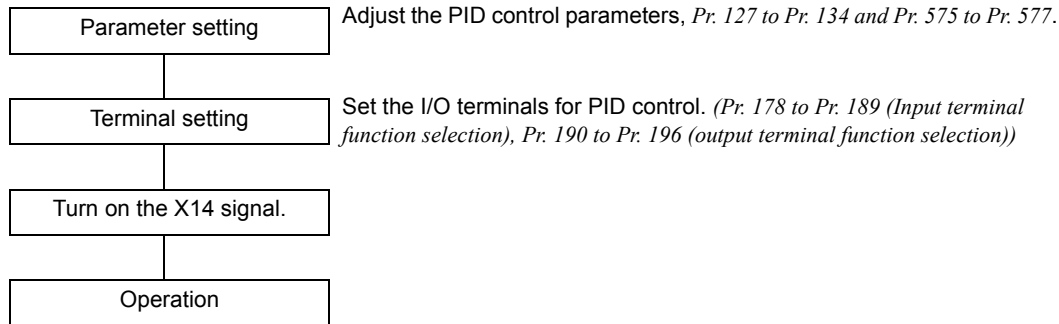 Parameter setting
Adjust the PID control parameters, Pr. 127 to Pr. 134 and Pr. 575 to Pr. 577.
Terminal setting
Set the I/O terminals for PID control. (Pr. 178 to Pr. 189 (Input terminal
function selection), Pr. 190 to Pr. 196 (output terminal function selection))
Turn on the X14 signal.
Operation